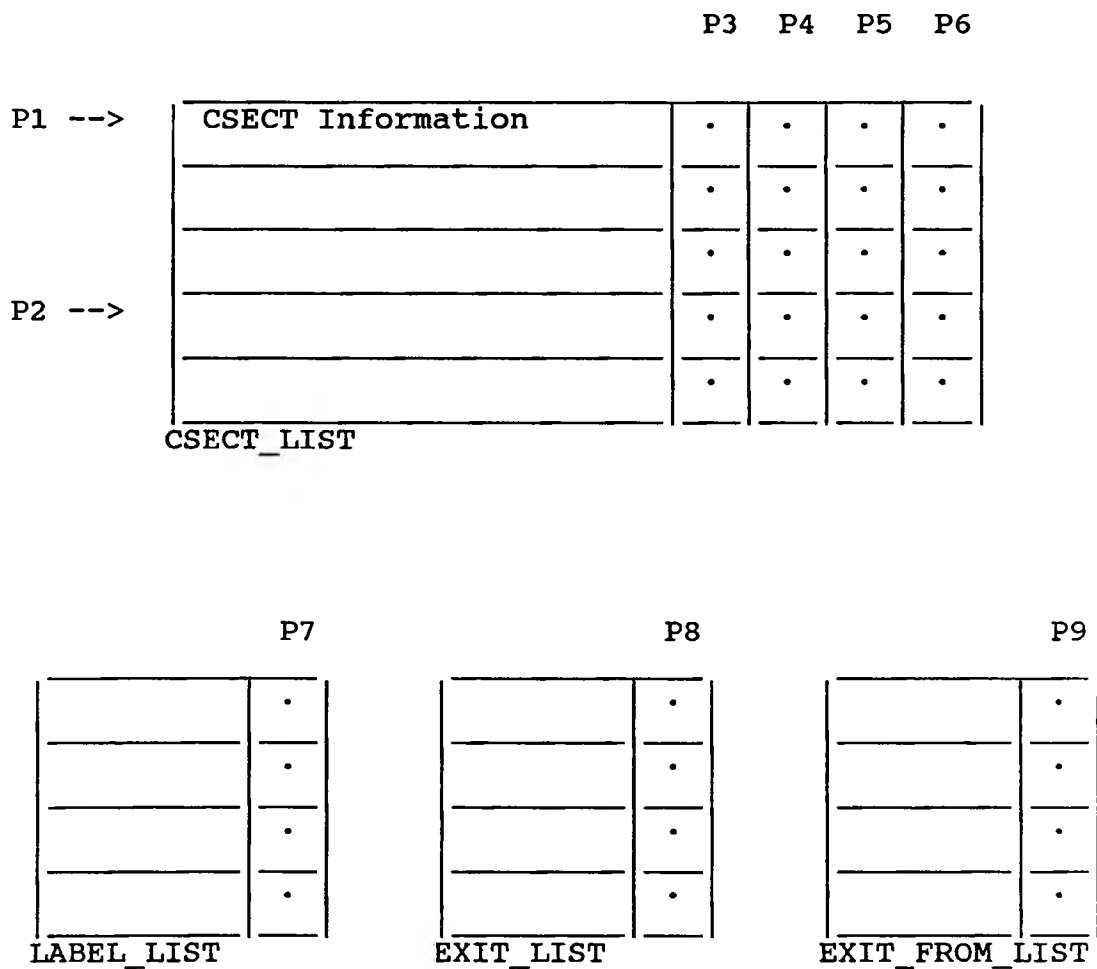 P3 P4 P5 P6
P1 --> CSECT Information
P2 -->
CSECT_LIST
P7 P8 P9
LABEL_LIST EXIT_LIST EXIT_FROM_LIST